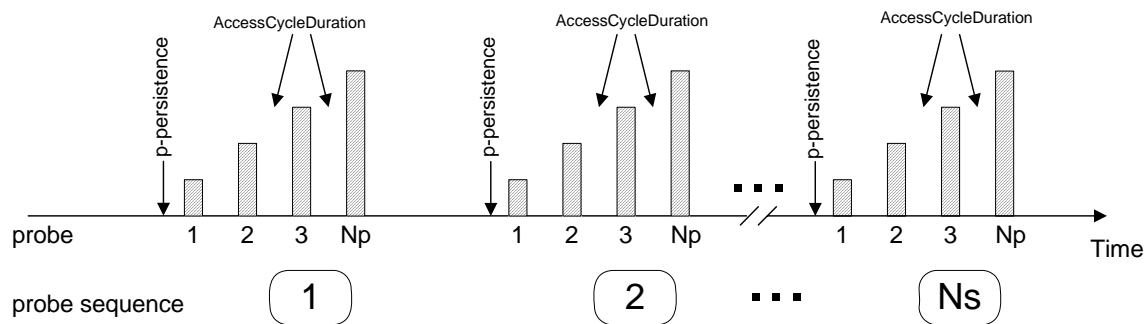 AccessCycleDuration AccessCycleDuration AccessCycleDuration
p-persistence p-persistence p-persistence
probe 1 2 3 Np 1 2 3 Np 1 2 3 Np Time
probe sequence 1 2 Ns